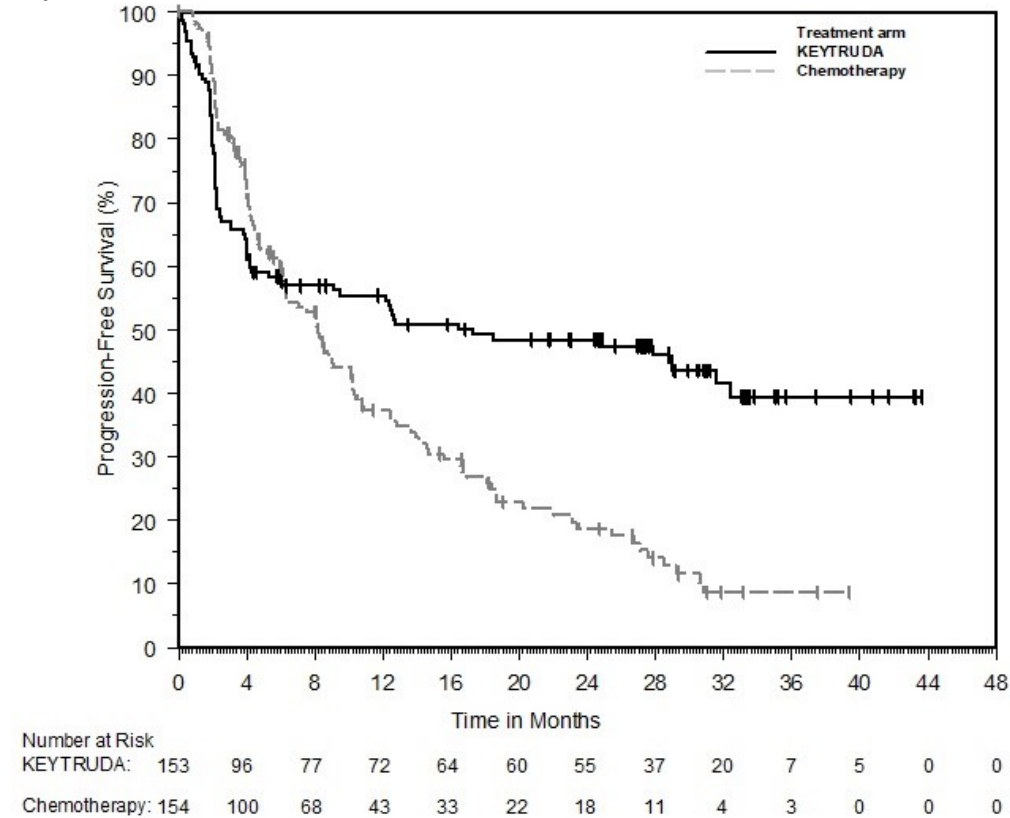 100
90
80
70
60
50
40
30
20
10
0
Progression-Free Survival (%)
Treatment arm
KEYTRUDA
Chemotherapy
0 4 8 12 16 20 24 28 32 36 40 44 48
Time in Months
Number at Risk
KEYTRUDA: 153 96 77 72 64 60 55 37 20 7 5 0 0
Chemotherapy: 154 100 68 43 33 22 18 11 4 3 0 0 0